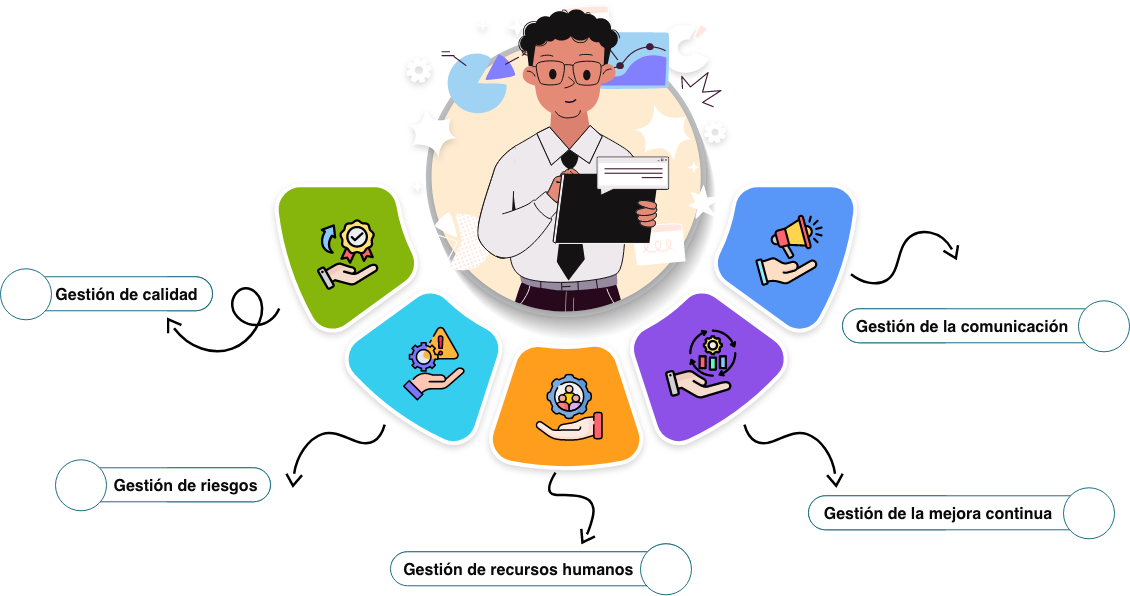 Gestión de calidad
Gestión de la comunicación
Gestión de riesgos
Gestión de la mejora continua
Gestión de recursos humanos